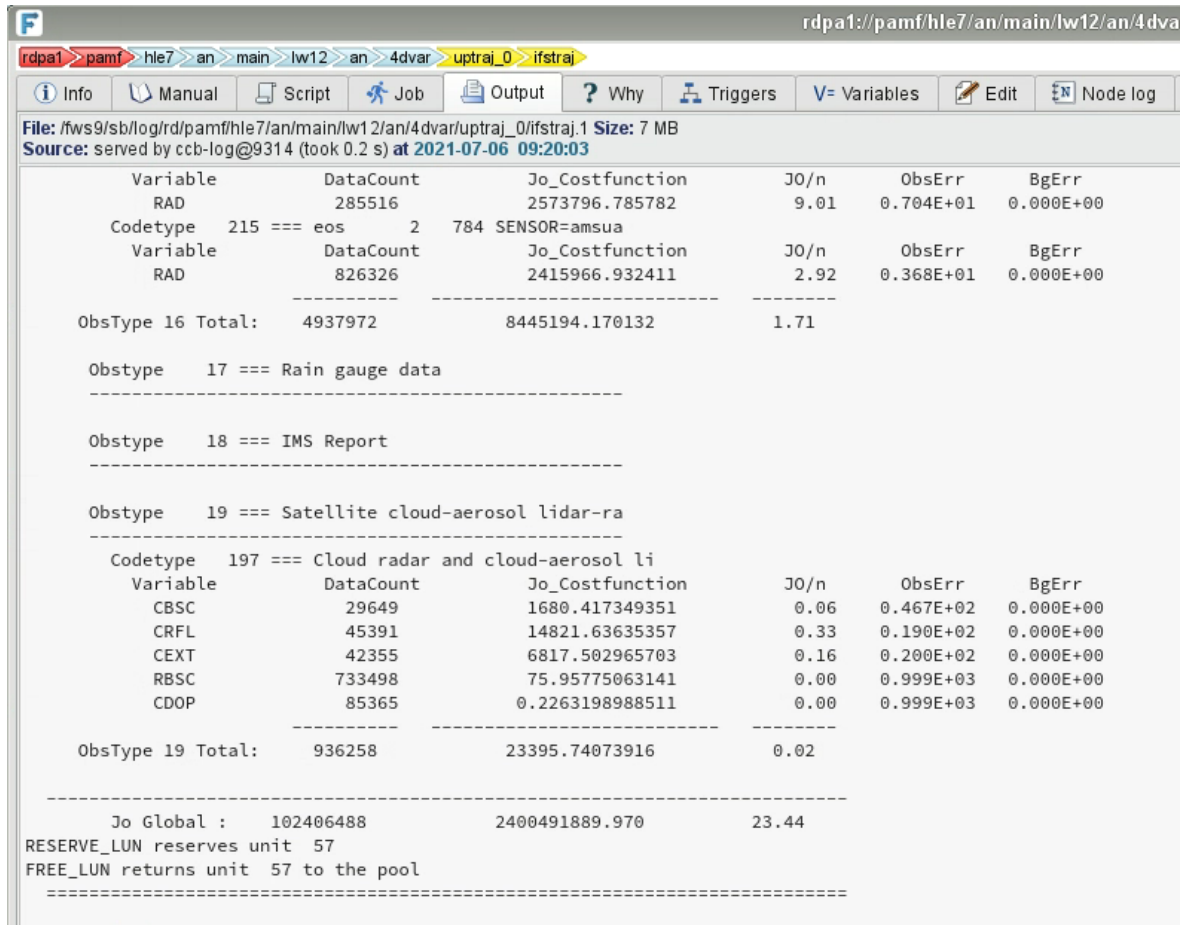 F rdpa1://pamf/hle7/an/main/lw12/an/4dva
rdpa1 pamf hle7 an main lw12 an 4dvar uptraj_0 ifstraj
Info Manual Script Job Output ? Why Triggers V= Variables Edit Node log
File: /fws9/sb/log/rd/pamf/hle7/an/main/lw12/an/4dvar/uptraj_0/ifstraj.1 Size: 7 MB
Source: served by ccb-log@9314 (took 0.2 s) at 2021-07-06 09:20:03
Variable DataCount Jo_Costfunction JO/n ObsErr BgErr
RAD 285516 2573796.785782 9.01 0.704E+01 0.000E+00
Codetype 215 === eos 2 784 SENSOR=amsua
Variable DataCount Jo_Costfunction JO/n ObsErr BgErr
RAD 826326 2415966.932411 2.92 0.368E+01 0.000E+00
---------- --------------------------- --------
ObsType 16 Total: 4937972 8445194.170132 1.71
Obstype 17 === Rain gauge data
--------------------------------------------------
Obstype 18 === IMS Report
--------------------------------------------------
Obstype 19 === Satellite cloud-aerosol lidar-ra
--------------------------------------------------
Codetype 197 === Cloud radar and cloud-aerosol li
Variable DataCount Jo_Costfunction JO/n ObsErr BgErr
CBSC 29649 1680.417349351 0.06 0.467E+02 0.000E+00
CRFL 45391 14821.63635357 0.33 0.190E+02 0.000E+00
CEXT 42355 6817.502965703 0.16 0.200E+02 0.000E+00
RBSC 733498 75.95775063141 0.00 0.999E+03 0.000E+00
CDOP 85365 0.2263198988511 0.00 0.999E+03 0.000E+00
---------- --------------------------- --------
ObsType 19 Total: 936258 23395.74073916 0.02
---------------------------------------------------------------------------
Jo Global : 102406488 2400491889.970 23.44
RESERVE_LUN reserves unit 57
FREE_LUN returns unit 57 to the pool
===========================================================================